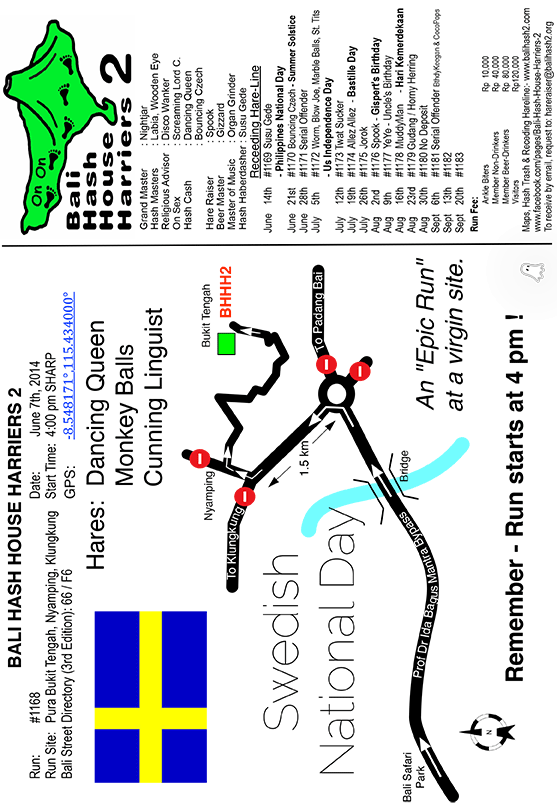 BALI HASH HOUSE HARRIERS 2
Run: #1168 Date: June 7th, 2014
Run Site: Pura Bukit Tengah, Nyamping, Klungkung Start Time: 4:00 pm SHARP
Bali Street Directory (3rd Edition); 66 / F6 GPS: -8.548171°,115.434000°
Hares: Dancing Queen
Monkey Balls
Cunning Linguist
Swedish
National Day
Nyamping
Bukit Tengah
BHHH2
To Klungkung
1.5 km
To Padang Bai
Bridge
Prof Dr Ida Bagus Mantra Bypass
Bali Safari
Park
N
An "Epic Run"
at a virgin site.
Remember - Run starts at 4 pm !
On On
Bali
Hash
House
Harriers 2
Grand Master Nightjar
Hash Masters Labia, Wooden Eye
Religious Advisor Disco, Wanker
On Sex Screaming Lord C.
Hash Cash Dancing Queen
Bouncing Czech
Hare Raiser Spook
Beer Master Gizzard
Master of Music : Organ Grinder
Hash Haberdasher : Susu Gede
Receeding Hare-Line
June 14th #1169 Susu Gede
- Philippines National Day
June 21st #1170 Bouncing Czech - Summer Solstice
June 28th #1171 Serial Offender
July 5th #1172 Worm, Blow Joe, Marble Balls, St. Tits
- Us Independence Day
July 12th #1173 Twat Sucker
July 19th #1174 Allez Allez - Bastille Day
July 26th #1175 Jorok
Aug 2nd #1176 Spook - Gispert's Birthday
Aug 9th #1177 YeYe - Uncle's Birthday
Aug 16th #1178 MuddyMan - Hari Kemerdekaan
Aug 23rd #1179 Gudang / Horny Herring
Aug 30th #1180 No Deposit
Sept 6th #1181 Serial Offender MindyKeegan & CocoPops
Sept 13th #1182
Sept 20th #1183
Run Fee:
Ankle Biters Rp 10,000
Member Non-Drinkers Rp 40,000
Member Beer-Drinkers Rp 80,000
Visitors Rp120,000
Maps, Hash Trash & Rcoding Hareline:- www.balihash2.com
www.facebook.com/pages/Bali-Hash-House-Harriers-2
To receive by email, request to: hareraiser@balihash2.org